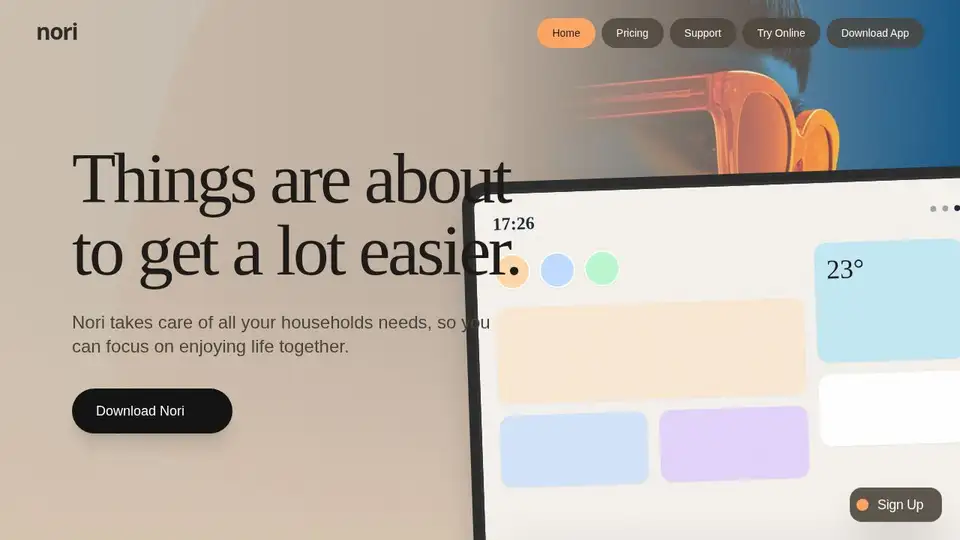 nori
Home
Pricing
Support
Try Online
Download App
Things are about
to get a lot easier.
Nori takes care of all your households needs, so you
can focus on enjoying life together.
Download Nori
17:26
23°
Sign Up